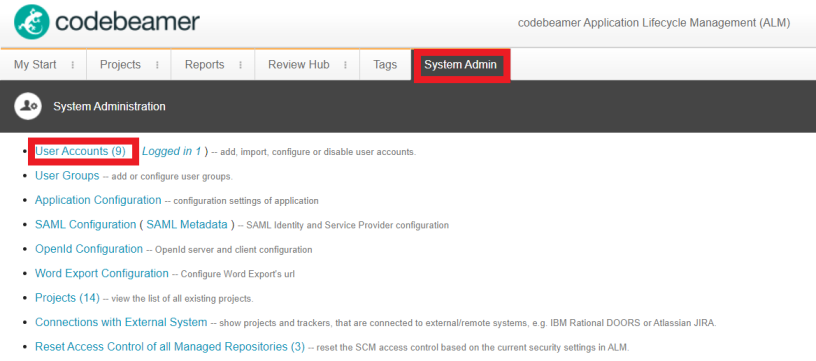 codebeamer
codebeamer Application Lifecycle Management (ALM)
My Start Projects Reports Review Hub Tags System Admin
System Administration
User Accounts (9) Logged in 1 ) -- add, import, configure or disable user accounts.
User Groups -- add or configure user groups.
Application Configuration -- configuration settings of application
SAML Configuration ( SAML Metadata ) -- SAML Identity and Service Provider configuration
OpenId Configuration -- OpenId server and client configuration
Word Export Configuration -- Configure Word Export's url
Projects (14) -- view the list of all existing projects.
Connections with External System -- show projects and trackers, that are connected to external/remote systems, e.g. IBM Rational DOORS or Atlassian JIRA.
Reset Access Control of all Managed Repositories (3) -- reset the SCM access control based on the current security settings in ALM.